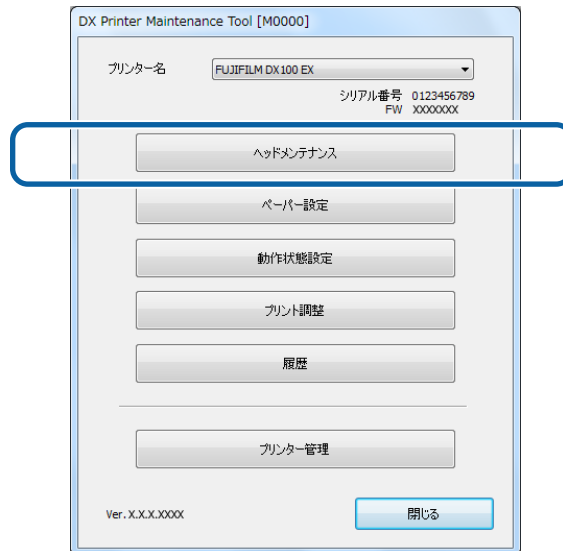 DX Printer Maintenance Tool [M0000]
プリンター名 FUJIFILM DX100 EX
シリアル番号 0123456789
FW XXXXXXX
ヘッドメンテナンス
ペーパー設定
動作状態設定
プリント調整
履歴
プリンター管理
Ver. X.X.X.XXXX 閉じる